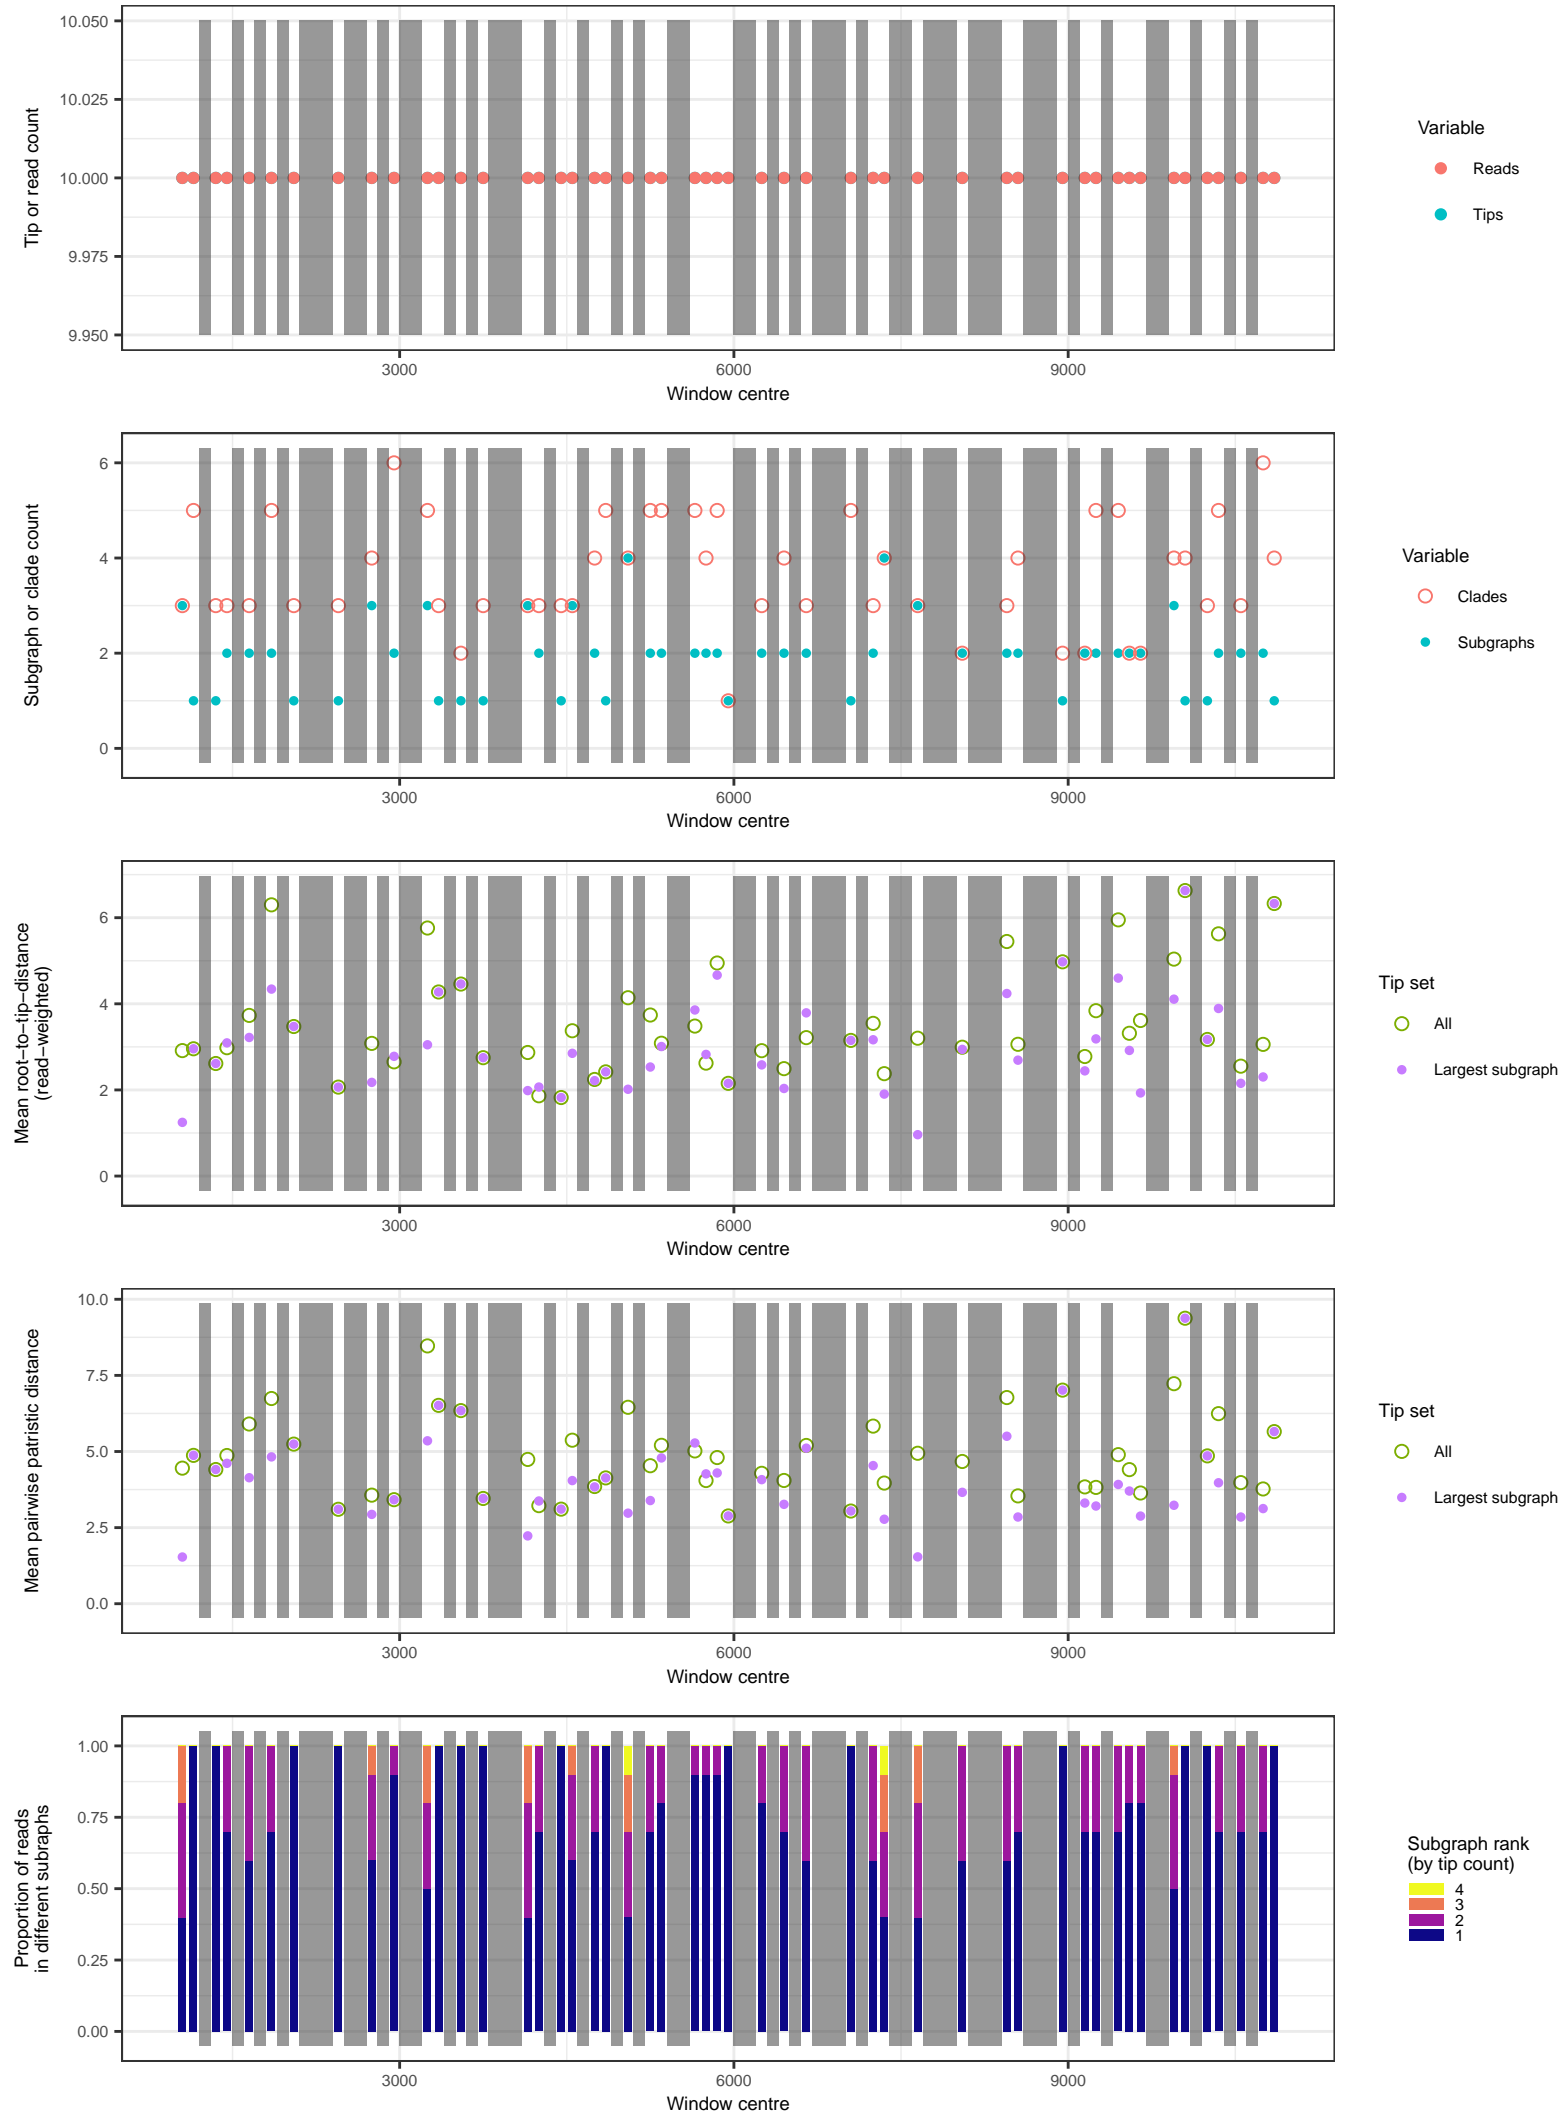 10.050
10.025
10.000
9.975
9.950
Tip or read count
3000
6000
9000
Window centre
Variable
Reads
Tips
6
4
2
0
Subgraph or clade count
3000
6000
9000
Window centre
Variable
Clades
Subgraphs
6
4
2
0
Mean root−to−tip−distance
(read−weighted)
3000
6000
9000
Window centre
Tip set
All
Largest subgraph
10.0
7.5
5.0
2.5
0.0
Mean pairwise patristic distance
3000
6000
9000
Window centre
Tip set
All
Largest subgraph
1.00
0.75
0.50
0.25
0.00
Proportion of reads
in different subraphs
3000
6000
9000
Window centre
Subgraph rank
(by tip count)
4
3
2
1